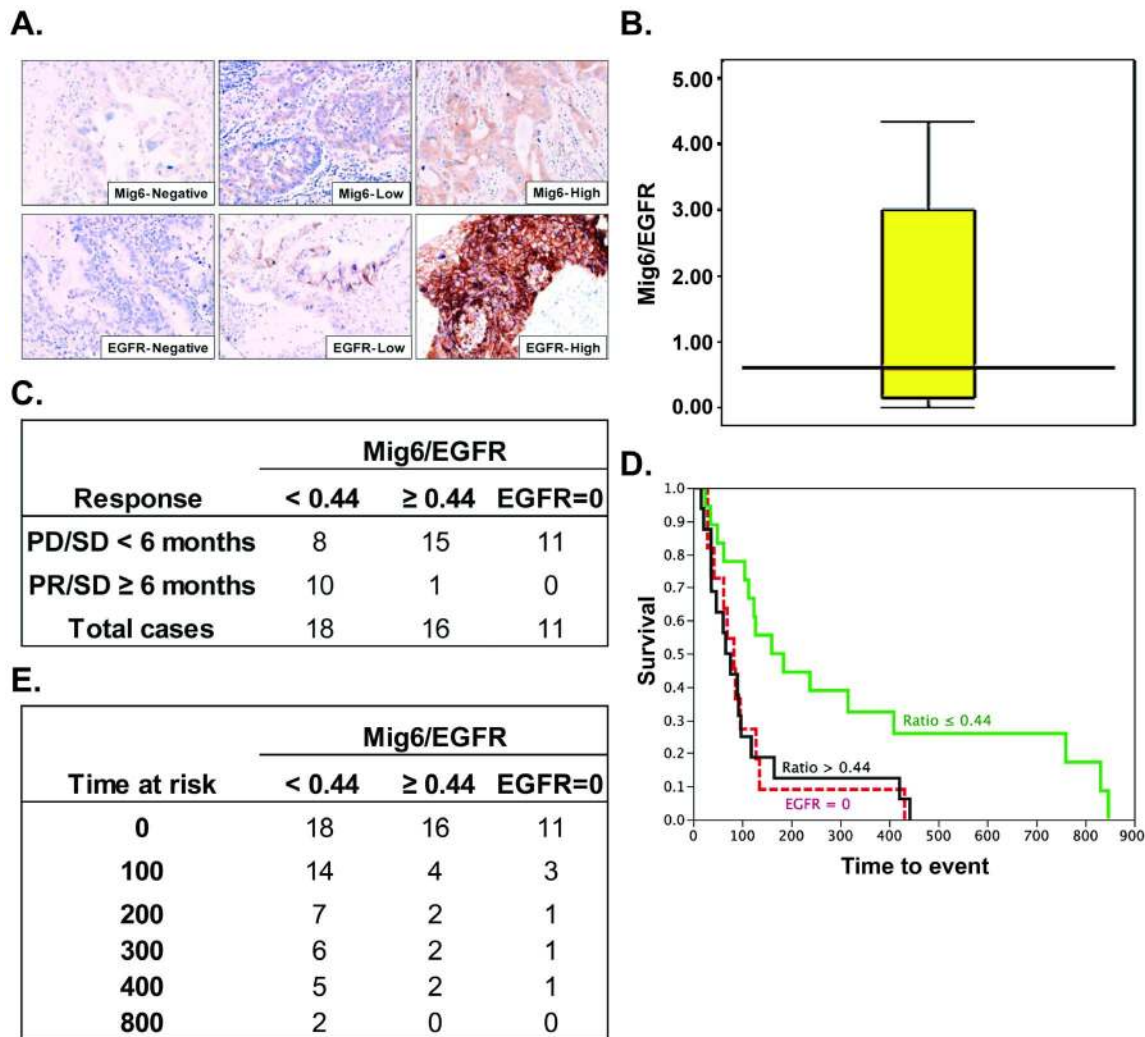 A.
Mig6-Negative
Mig6-Low
Mig6-High
EGFR-Negative
EGFR-Low
EGFR-High
B.
Mig6/EGFR
5.00
4.00
3.00
2.00
1.00
0.00
C.
Mig6/EGFR
Response < 0.44 ≥ 0.44 EGFR=0
PD/SD < 6 months 8 15 11
PR/SD ≥ 6 months 10 1 0
Total cases 18 16 11
D.
Survival
1.0
0.9
0.8
0.7
0.6
0.5
0.4
0.3
0.2
0.1
0.0
Ratio ≤ 0.44
Ratio > 0.44
EGFR = 0
0 100 200 300 400 500 600 700 800 900
Time to event
E.
Mig6/EGFR
Time at risk < 0.44 ≥ 0.44 EGFR=0
0 18 16 11
100 14 4 3
200 7 2 1
300 6 2 1
400 5 2 1
800 2 0 0